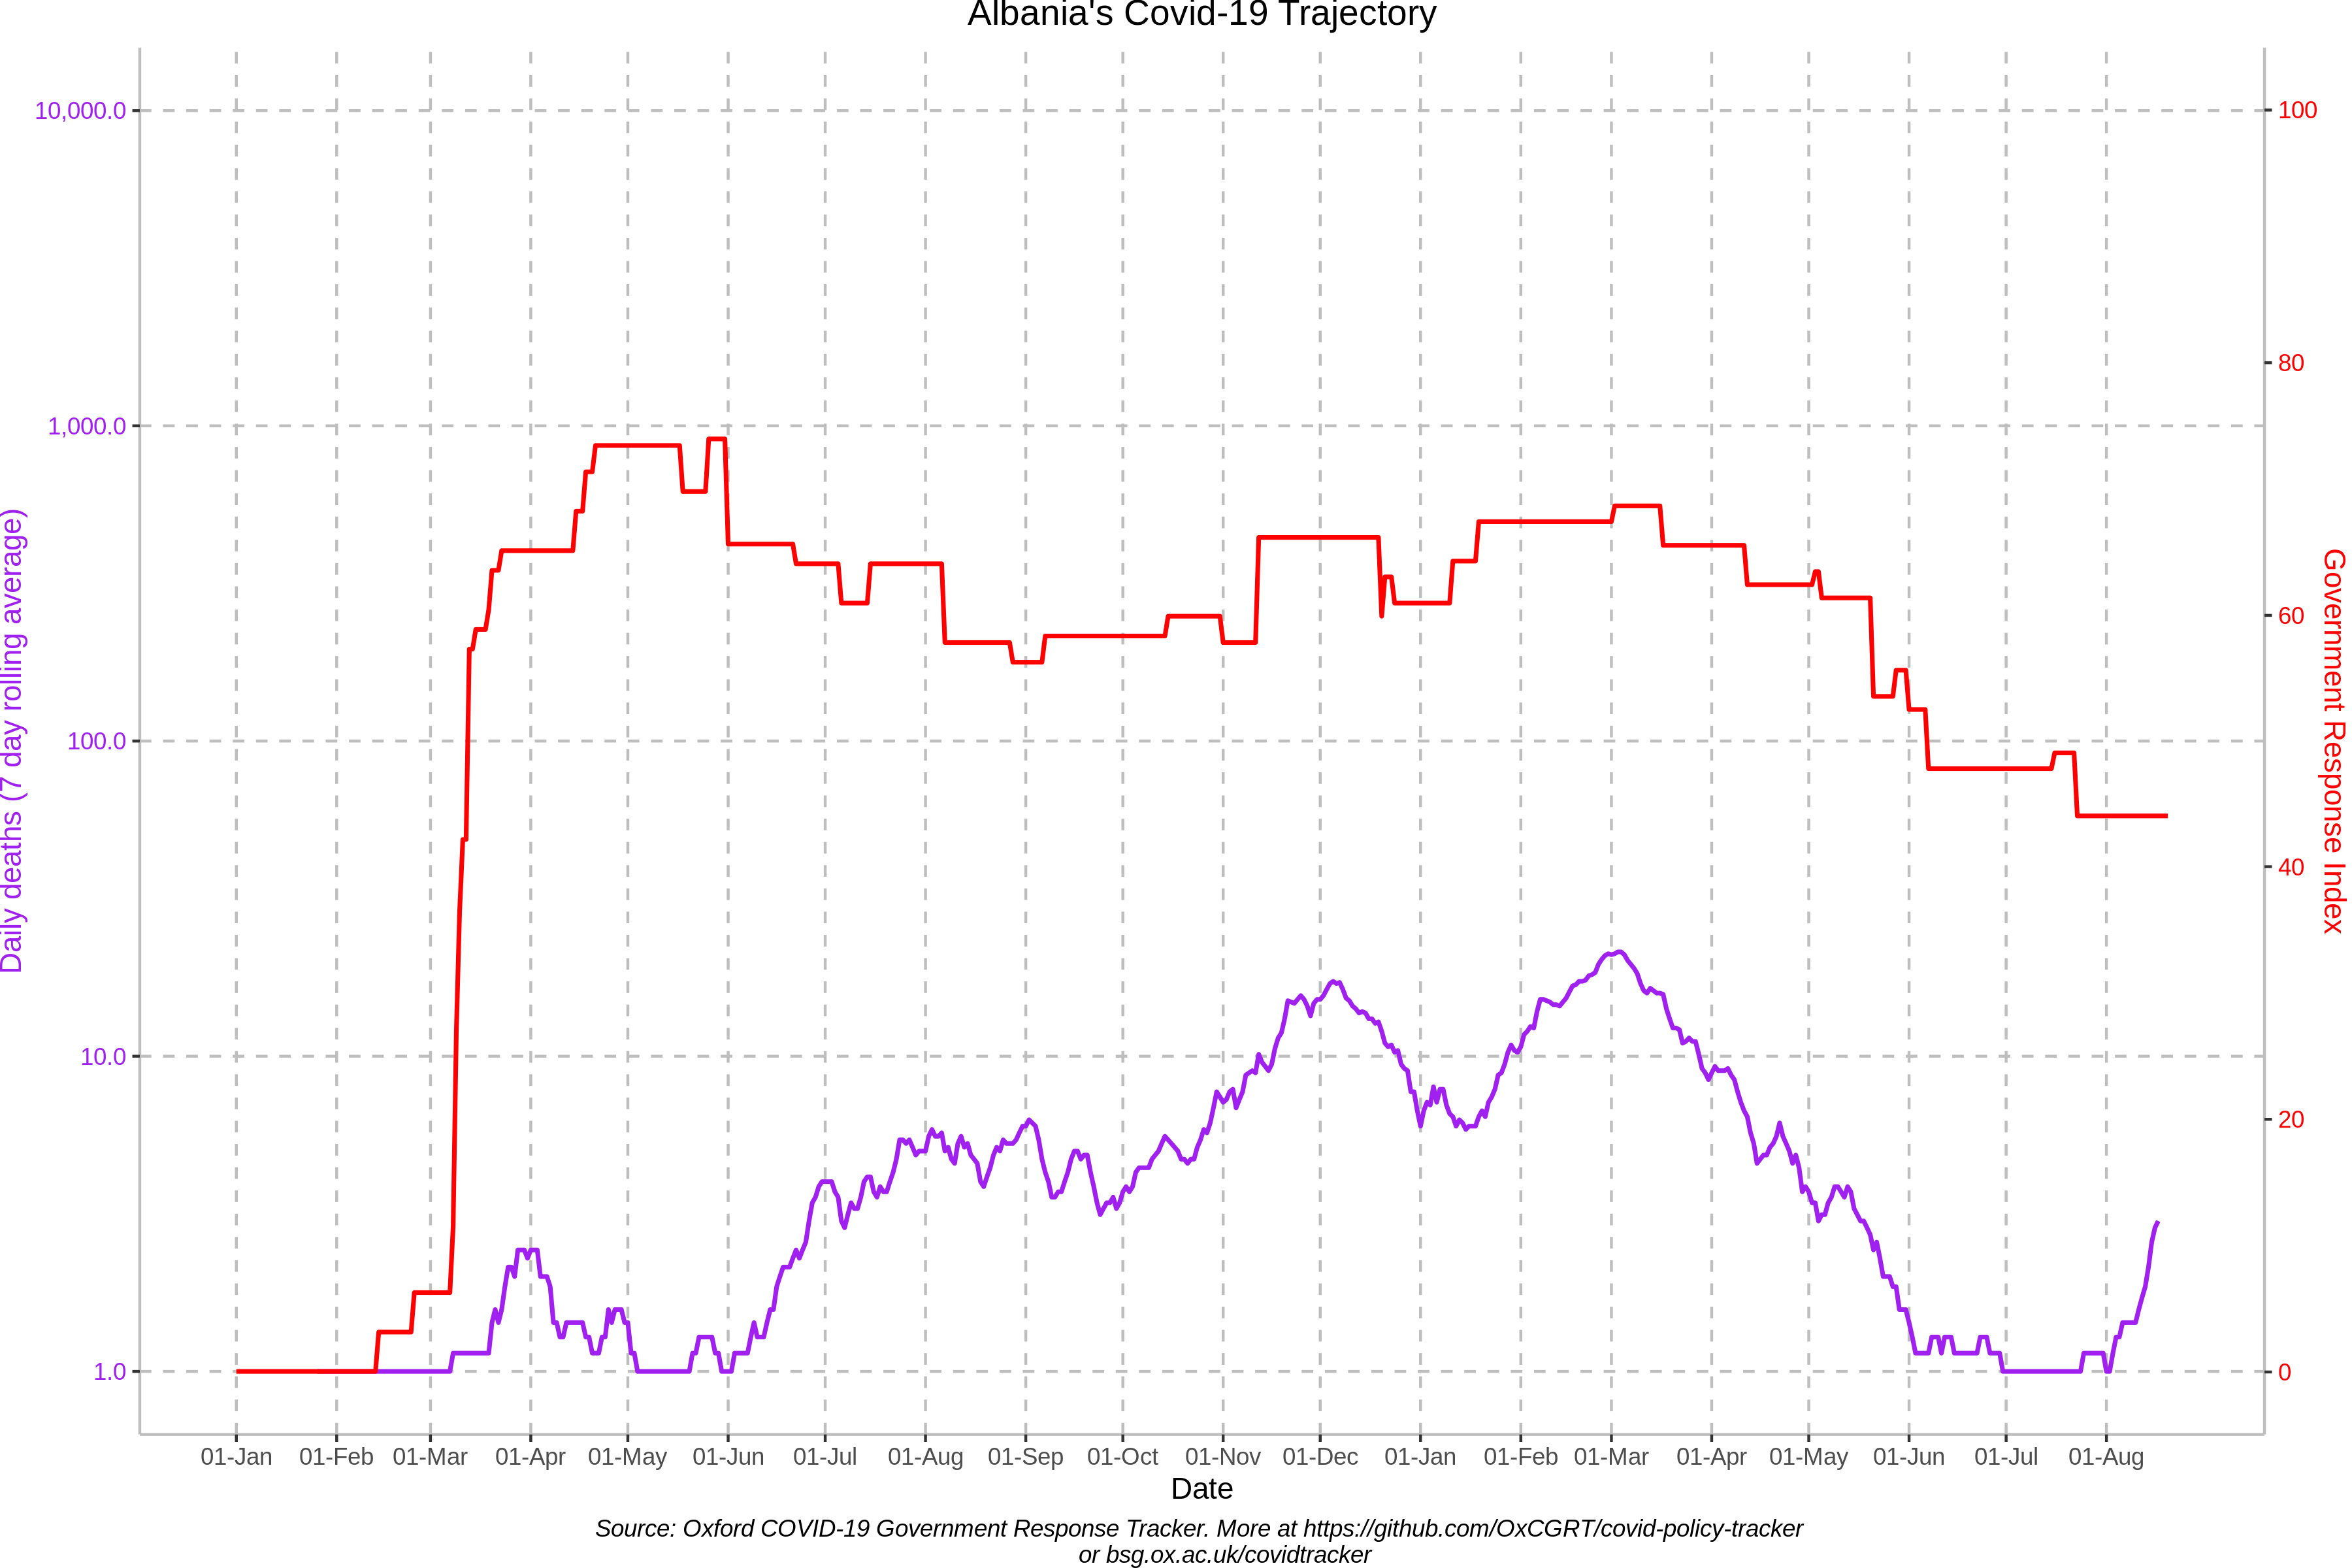 Albania's Covid-19 Trajectory
10,000.0
1,000.0
100.0
10.0
1.0
Daily deaths (7 day rolling average)
100
80
60
40
20
0
Government Response Index
01-Jan 01-Feb 01-Mar 01-Apr 01-May 01-Jun 01-Jul 01-Aug 01-Sep 01-Oct 01-Nov 01-Dec 01-Jan 01-Feb 01-Mar 01-Apr 01-May 01-Jun 01-Jul 01-Aug
Date
Source: Oxford COVID-19 Government Response Tracker. More at https://github.com/OxCGRT/covid-policy-tracker
or bsg.ox.ac.uk/covidtracker